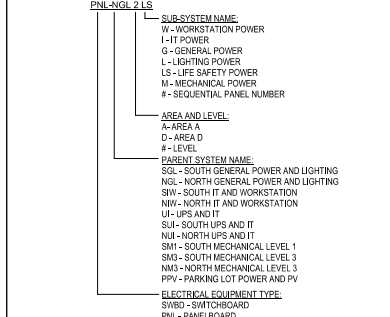 PNL-NGL 2 LS
SUB-SYSTEM NAME:
W - WORKSTATION POWER
I - IT POWER
G - GENERAL POWER
L - LIGHTING POWER
LS - LIFE SAFETY POWER
M - MECHANICAL POWER
# - SEQUENTIAL PANEL NUMBER
AREA AND LEVEL:
A- AREA A
D - AREA D
# - LEVEL
PARENT SYSTEM NAME:
SGL - SOUTH GENERAL POWER AND LIGHTING
NGL - NORTH GENERAL POWER AND LIGHTING
SIW - SOUTH IT AND WORKSTATION
NIW - NORTH IT AND WORKSTATION
UI - UPS AND IT
SUI - SOUTH UPS AND IT
NUI - NORTH UPS AND IT
SM1 - SOUTH MECHANICAL LEVEL 1
SM3 - SOUTH MECHANICAL LEVEL 3
NM3 - NORTH MECHANICAL LEVEL 3
PPV - PARKING LOT POWER AND PV
ELECTRICAL EQUIPMENT TYPE:
SWBD - SWITCHBOARD
PNL - PANELBOARD